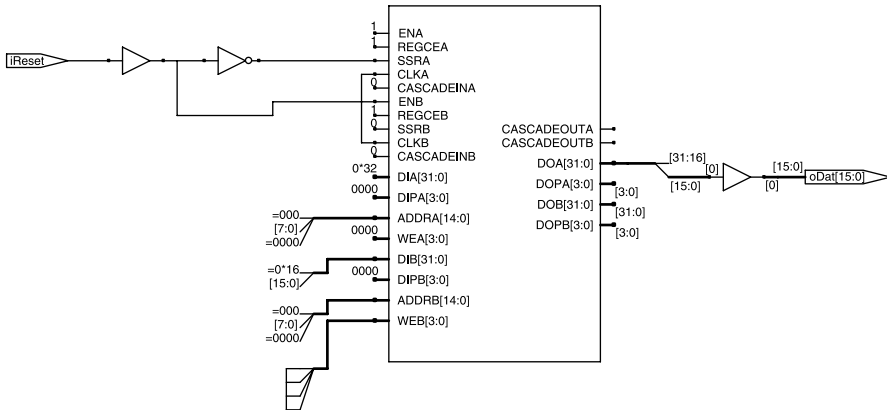 1
ENA
1
REGCEA
iReset
SSRA
CLKA
0
CASCADEINA
ENB
1
REGCEB
0
SSRB
CLKB
0
CASCADEINB
0*32
DIA[31:0]
0000
DIPA[3:0]
=000
[7:0]
=0000
ADDRA[14:0]
0000
WEA[3:0]
=0*16
[15:0]
DIB[31:0]
0000
DIPB[3:0]
=000
[7:0]
=0000
ADDRB[14:0]
WEB[3:0]
CASCADEOUTA
CASCADEOUTB
DOA[31:0]
[31:16]
[15:0]
[0]
[15:0]
[0]
oDat[15:0]
DOPA[3:0]
[3:0]
DOB[31:0]
[31:0]
DOPB[3:0]
[3:0]